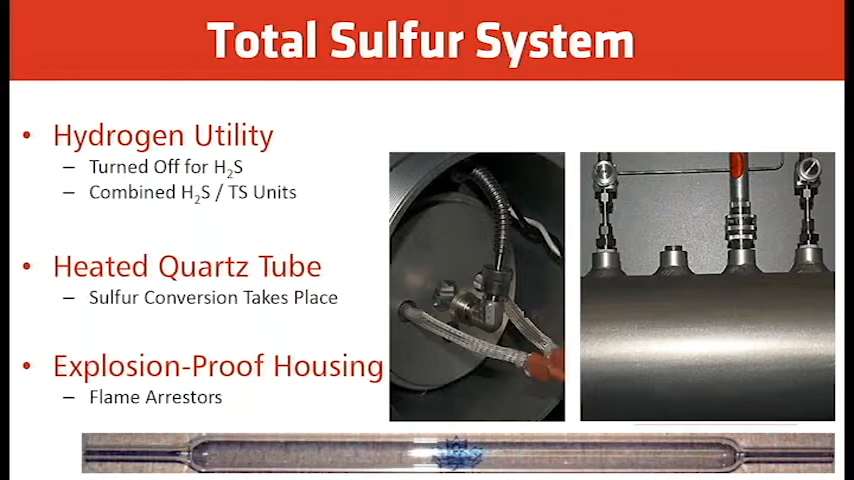 Total Sulfur System
• Hydrogen Utility
– Turned Off for H₂S
– Combined H₂S / TS Units
• Heated Quartz Tube
– Sulfur Conversion Takes Place
• Explosion-Proof Housing
– Flame Arrestors